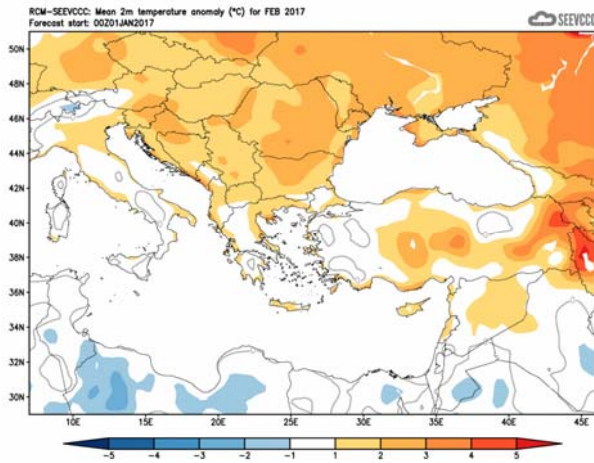 RCM-SEEVCCC: Mean 2m temperature anomaly (°C) for FEB 2017
Forecast start: 00Z01JAN2017
SEEVCCC
50N
48N
46N
44N
42N
40N
38N
36N
34N
32N
30N
10E 15E 20E 25E 30E 35E 40E 45E
-5 -4 -3 -2 -1 1 2 3 4 5